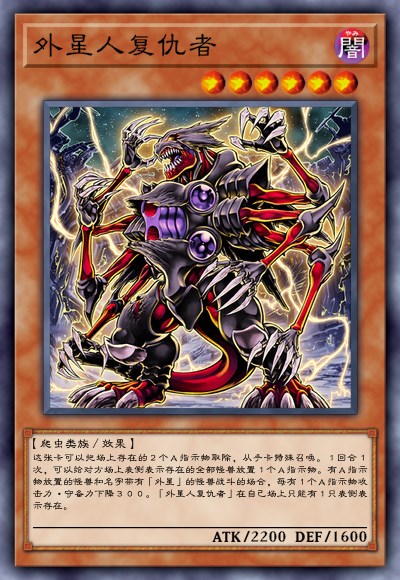 外星人复仇者
やみ
闇
【爬虫类族／效果】
这张卡可以把场上存在的２个Ａ指示物取除，从手卡特殊召唤。１回合１
次，可以给对方场上表侧表示存在的全部怪兽放置１个Ａ指示物。有Ａ指示
物放置的怪兽和名字带有「外星」的怪兽战斗的场合，每有１个Ａ指示物攻
击力·守备力下降３００。「外星人复仇者」在自己场上只能有１只表侧表
示存在。
ATK/2200 DEF/1600